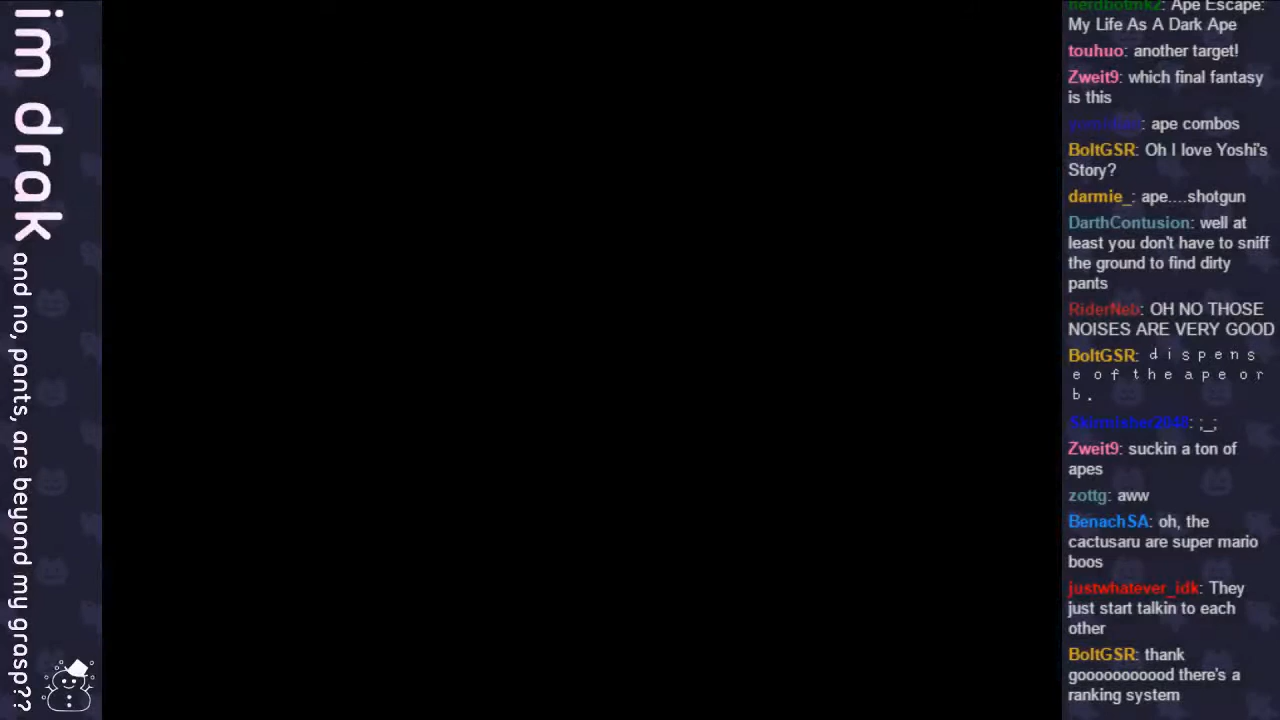 im drak
and no, pants, are beyond my grasp??
nerdbotmk2: Ape Escape:
My Life As A Dark Ape
touhuo: another target!
Zweit9: which final fantasy
is this
: ape combos
BoltGSR: Oh I love Yoshi's
Story?
darmie_: ape....shotgun
DarthContusion: well at
least you don't have to sniff
the ground to find dirty
pants
RiderNeb: OH NO THOSE
NOISES ARE VERY GOOD
BoltGSR: ｄｉｓｐｅｎｓ
ｅｏｆｔｈｅａｐｅｏｒ
ｂ．
Skirmisher2048: ;_;
Zweit9: suckin a ton of
apes
zottg: aww
BenachSA: oh, the
cactusaru are super mario
boos
justwhatever_idk: They
just start talkin to each
other
BoltGSR: thank
gooooooooood there's a
ranking system